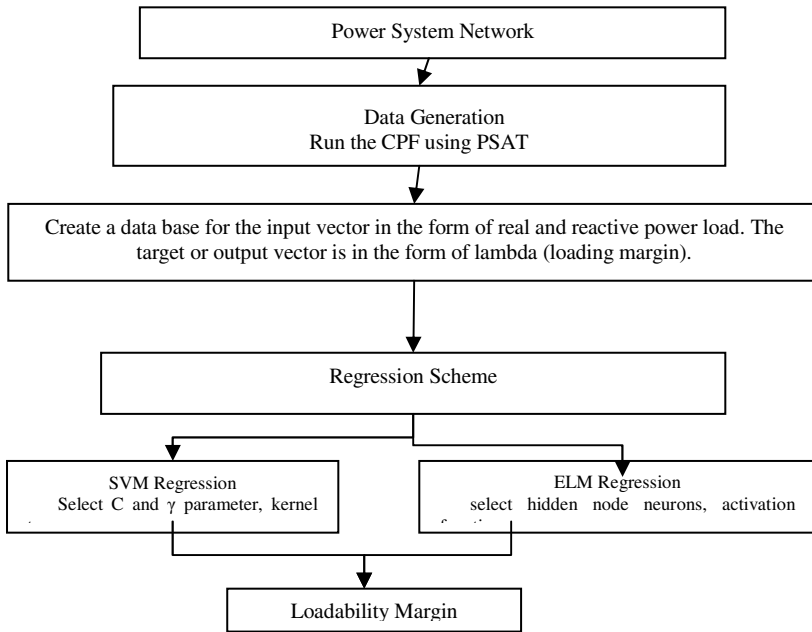 Power System Network
Data Generation
Run the CPF using PSAT
Create a data base for the input vector in the form of real and reactive power load. The
target or output vector is in the form of lambda (loading margin).
Regression Scheme
SVM Regression
Select C and γ parameter, kernel
ELM Regression
select hidden node neurons, activation
Loadability Margin